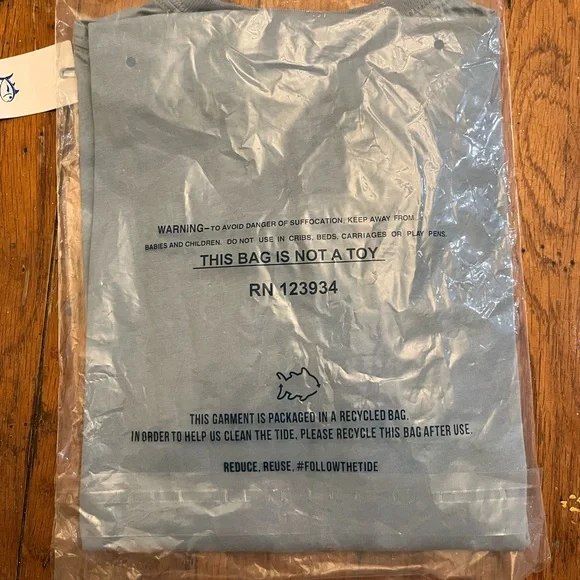 WARNING–TO AVOID DANGER OF SUFFOCATION, KEEP AWAY FROM
BABIES AND CHILDREN. DO NOT USE IN CRIBS, BEDS, CARRIAGES OR PLAY PENS.
THIS BAG IS NOT A TOY
RN 123934
THIS GARMENT IS PACKAGED IN A RECYCLED BAG.
IN ORDER TO HELP US CLEAN THE TIDE, PLEASE RECYCLE THIS BAG AFTER USE.
REDUCE, REUSE, #FOLLOWTHETIDE